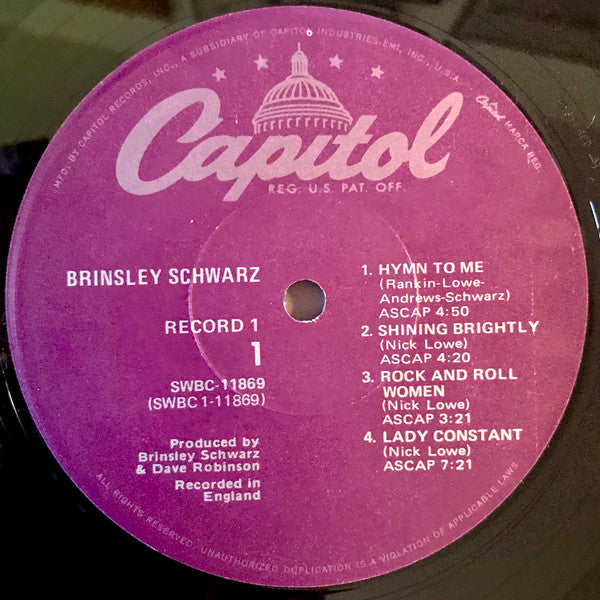 MFD. BY CAPITOL RECORDS, INC., A SUBSIDIARY OF CAPITOL INDUSTRIES-EMI, INC., U.S.A.
Capitol
REG. U.S. PAT. OFF.
Capitol MARCA REG.
BRINSLEY SCHWARZ
RECORD 1
1
SWBC-11869
(SWBC 1-11869)
Produced by
Brinsley Schwarz
& Dave Robinson
Recorded in
England
1. HYMN TO ME
(Rankin-Lowe-
Andrews-Schwarz)
ASCAP 4:50
2. SHINING BRIGHTLY
(Nick Lowe)
ASCAP 4:20
3. ROCK AND ROLL
WOMEN
(Nick Lowe)
ASCAP 3:21
4. LADY CONSTANT
(Nick Lowe)
ASCAP 7:21
ALL RIGHTS RESERVED. UNAUTHORIZED DUPLICATION IS A VIOLATION OF APPLICABLE LAWS